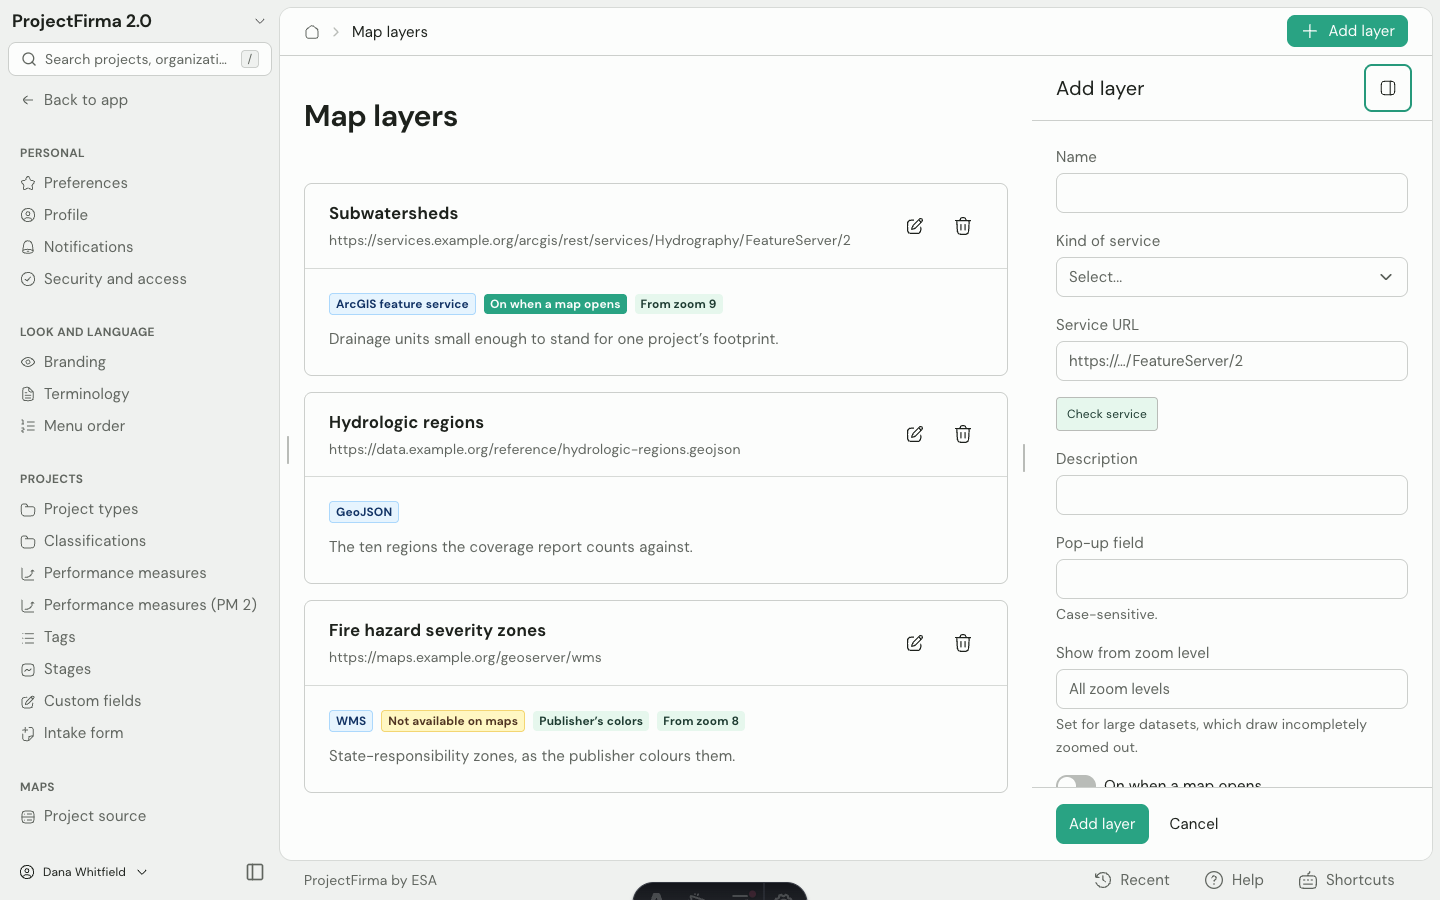 ProjectFirma 2.0
Search projects, organizati... /
Back to app
PERSONAL
Preferences
Profile
Notifications
Security and access
LOOK AND LANGUAGE
Branding
Terminology
Menu order
PROJECTS
Project types
Classifications
Performance measures
Performance measures (PM 2)
Tags
Stages
Custom fields
Intake form
MAPS
Project source
Dana Whitfield
Map layers
Add layer
Map layers
Subwatersheds
https://services.example.org/arcgis/rest/services/Hydrography/FeatureServer/2
ArcGIS feature service On when a map opens From zoom 9
Drainage units small enough to stand for one project’s footprint.
Hydrologic regions
https://data.example.org/reference/hydrologic-regions.geojson
GeoJSON
The ten regions the coverage report counts against.
Fire hazard severity zones
https://maps.example.org/geoserver/wms
WMS Not available on maps Publisher’s colors From zoom 8
State-responsibility zones, as the publisher colours them.
Add layer
Name
Kind of service
Select...
Service URL
https://.../FeatureServer/2
Check service
Description
Pop-up field
Case-sensitive.
Show from zoom level
All zoom levels
Set for large datasets, which draw incompletely
zoomed out.
On when a map opens
Add layer Cancel
ProjectFirma by ESA
Recent Help Shortcuts